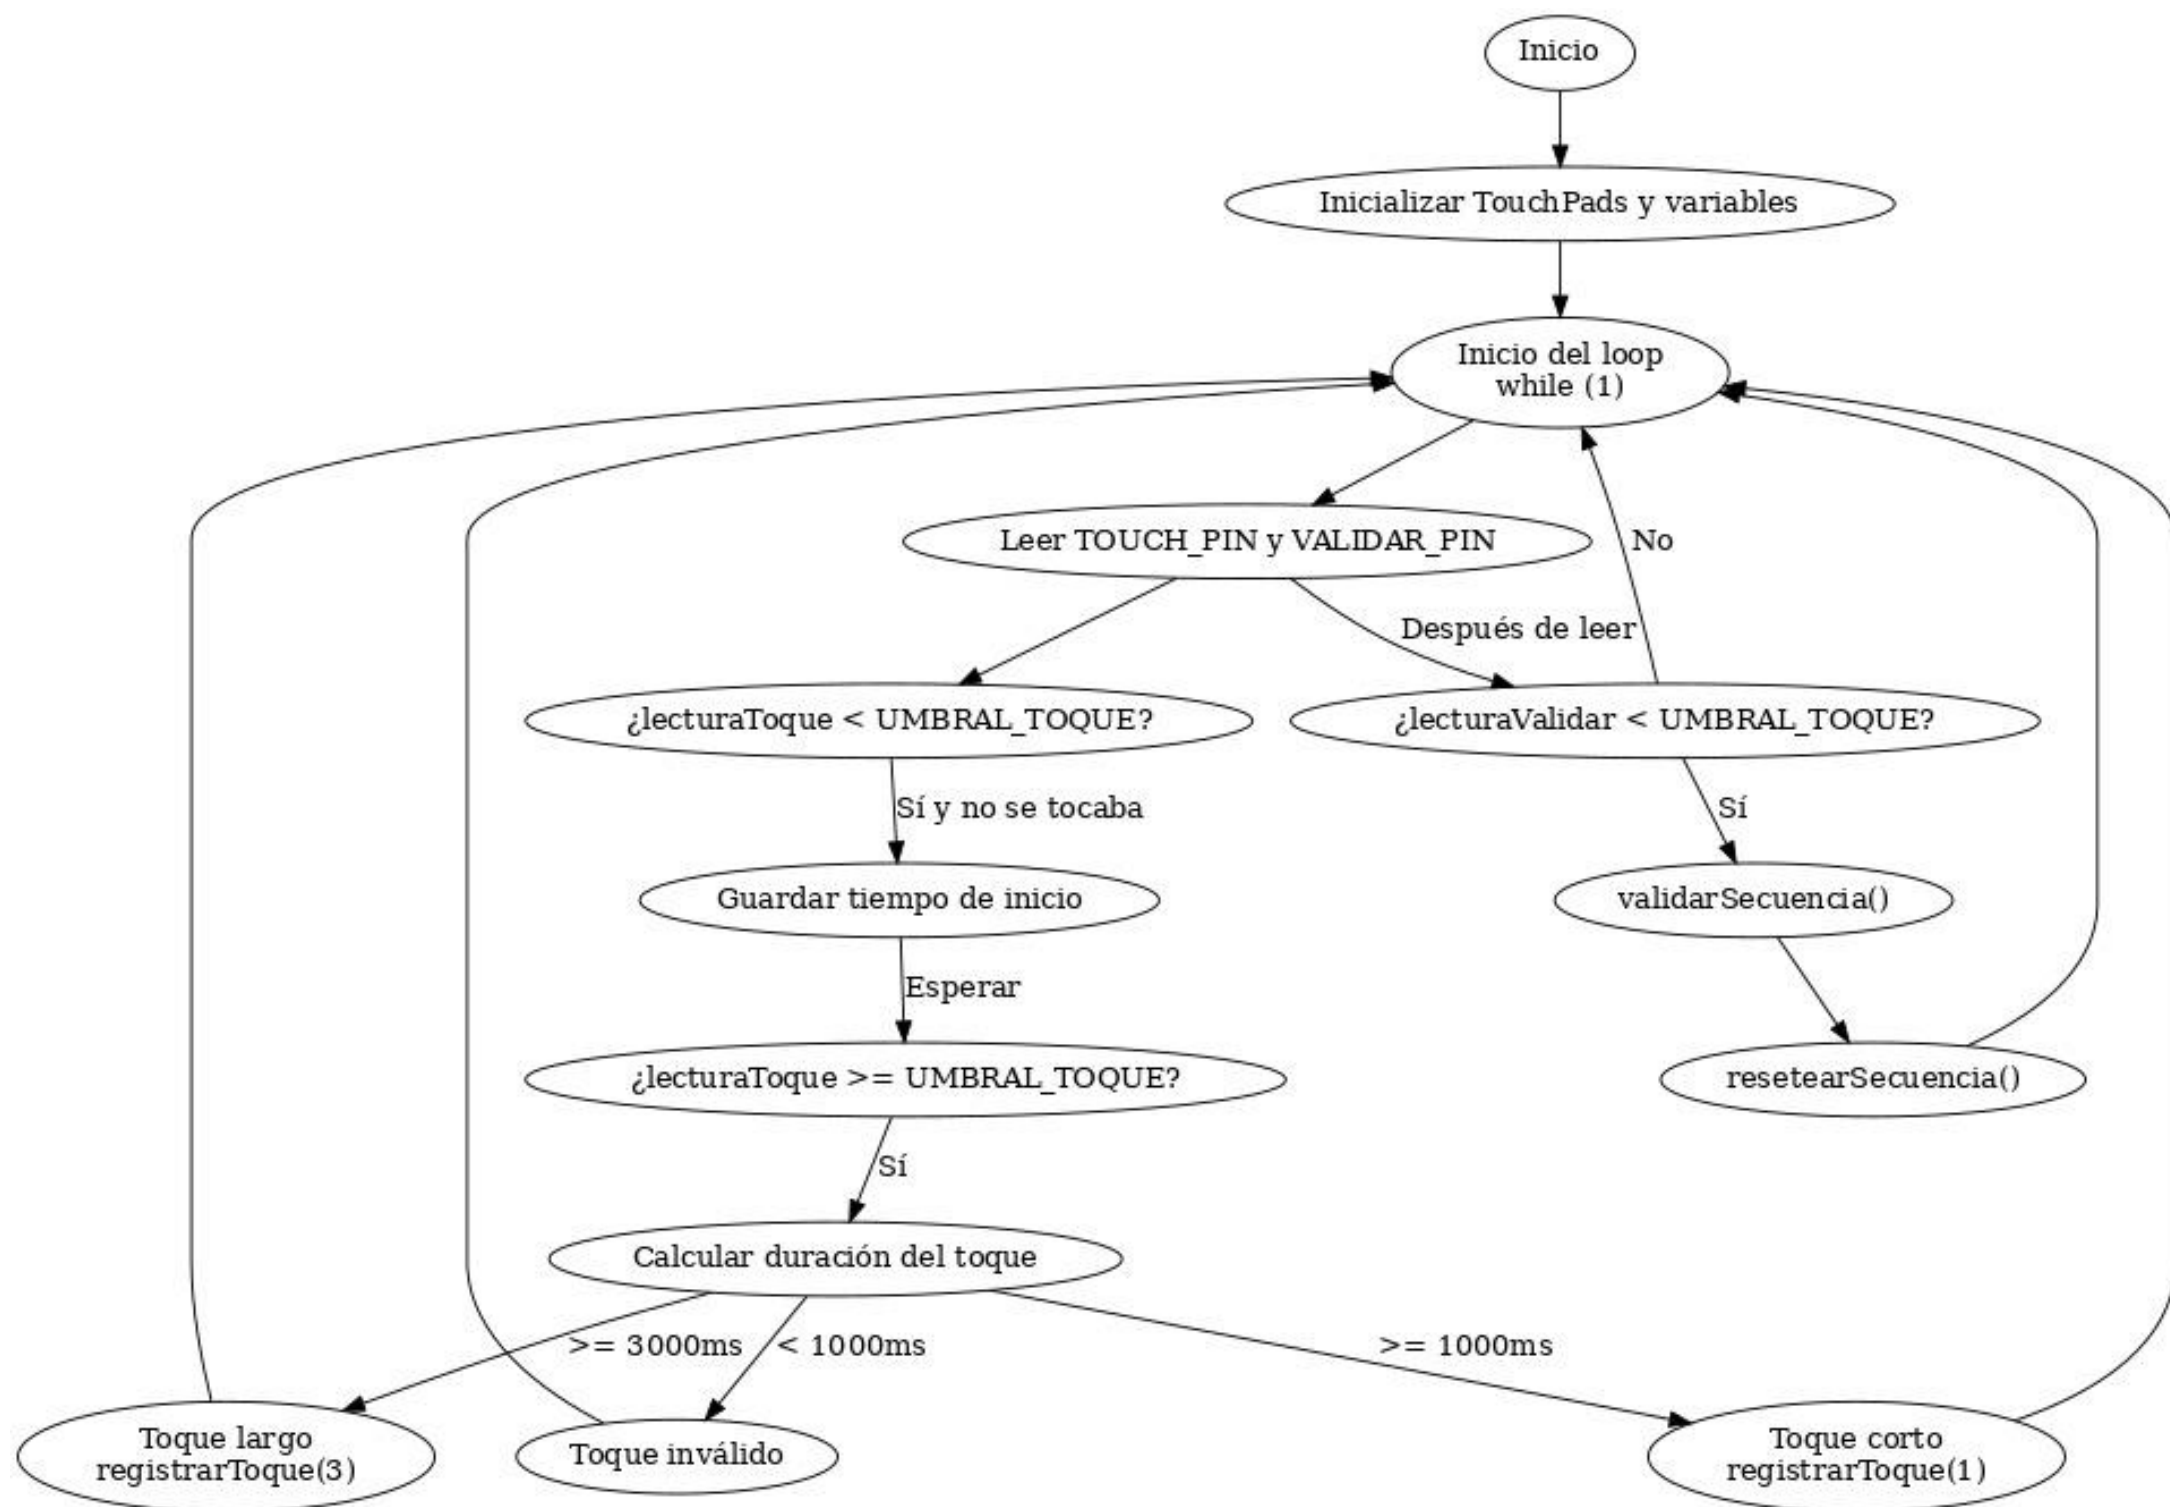 Inicio
Inicializar TouchPads y variables
Inicio del loop
while (1)
Leer TOUCH_PIN y VALIDAR_PIN
No
Después de leer
¿lecturaToque < UMBRAL_TOQUE?
¿lecturaValidar < UMBRAL_TOQUE?
Sí y no se tocaba
Sí
Guardar tiempo de inicio
validarSecuencia()
Esperar
¿lecturaToque >= UMBRAL_TOQUE?
resetearSecuencia()
Sí
Calcular duración del toque
>= 3000ms
< 1000ms
>= 1000ms
Toque largo
registrarToque(3)
Toque inválido
Toque corto
registrarToque(1)